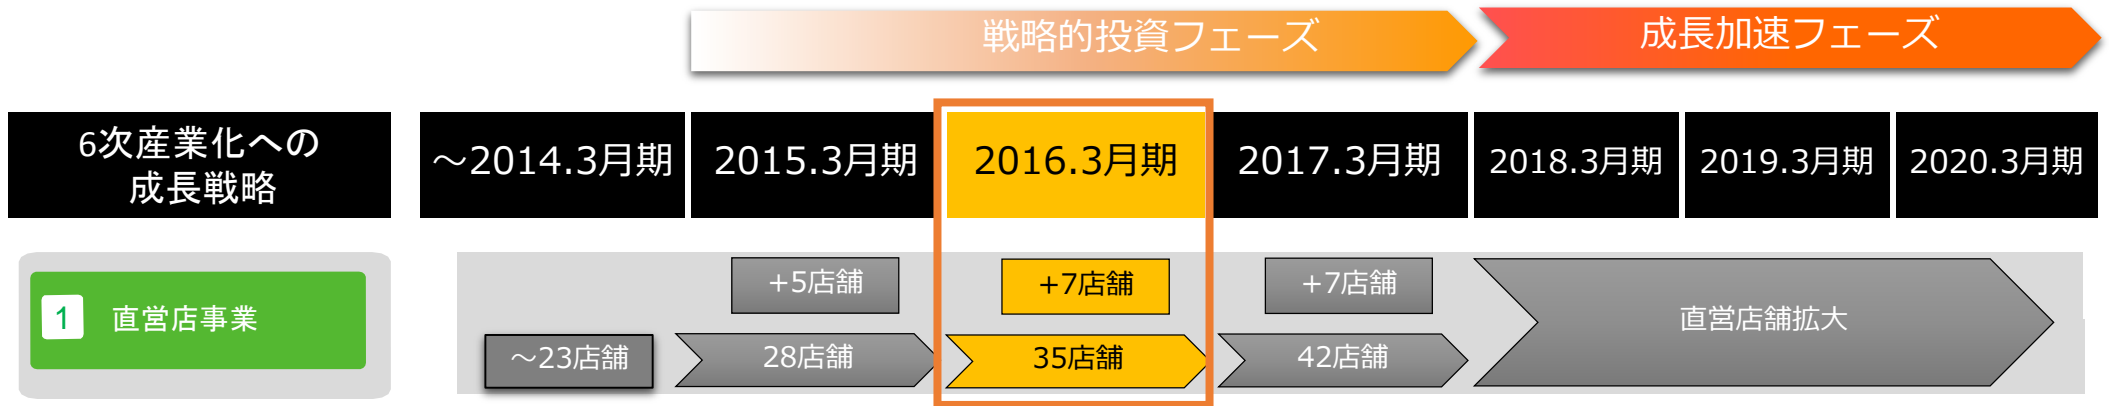 戦略的投資フェーズ
成長加速フェーズ
6次産業化への
成長戦略
～2014.3月期
2015.3月期
2016.3月期
2017.3月期
2018.3月期
2019.3月期
2020.3月期
1 直営店事業
+5店舗
+7店舗
+7店舗
～23店舗
28店舗
35店舗
42店舗
直営店舗拡大